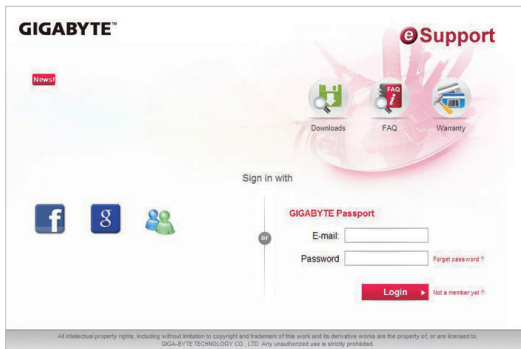 GIGABYTE™
eSupport
News!
FAQ
Downloads
FAQ
Warranty
Sign in with
g
or
GIGABYTE Passport
E-mail:
Password
Forget password ?
Login
Not a member yet ?
All intellectual property rights, including without limitation to copyright and trademark of this work and its derivative works are the property of, or are licensed to,
GIGA-BYTE TECHNOLOGY CO., LTD. Any unauthorized use is strictly prohibited.